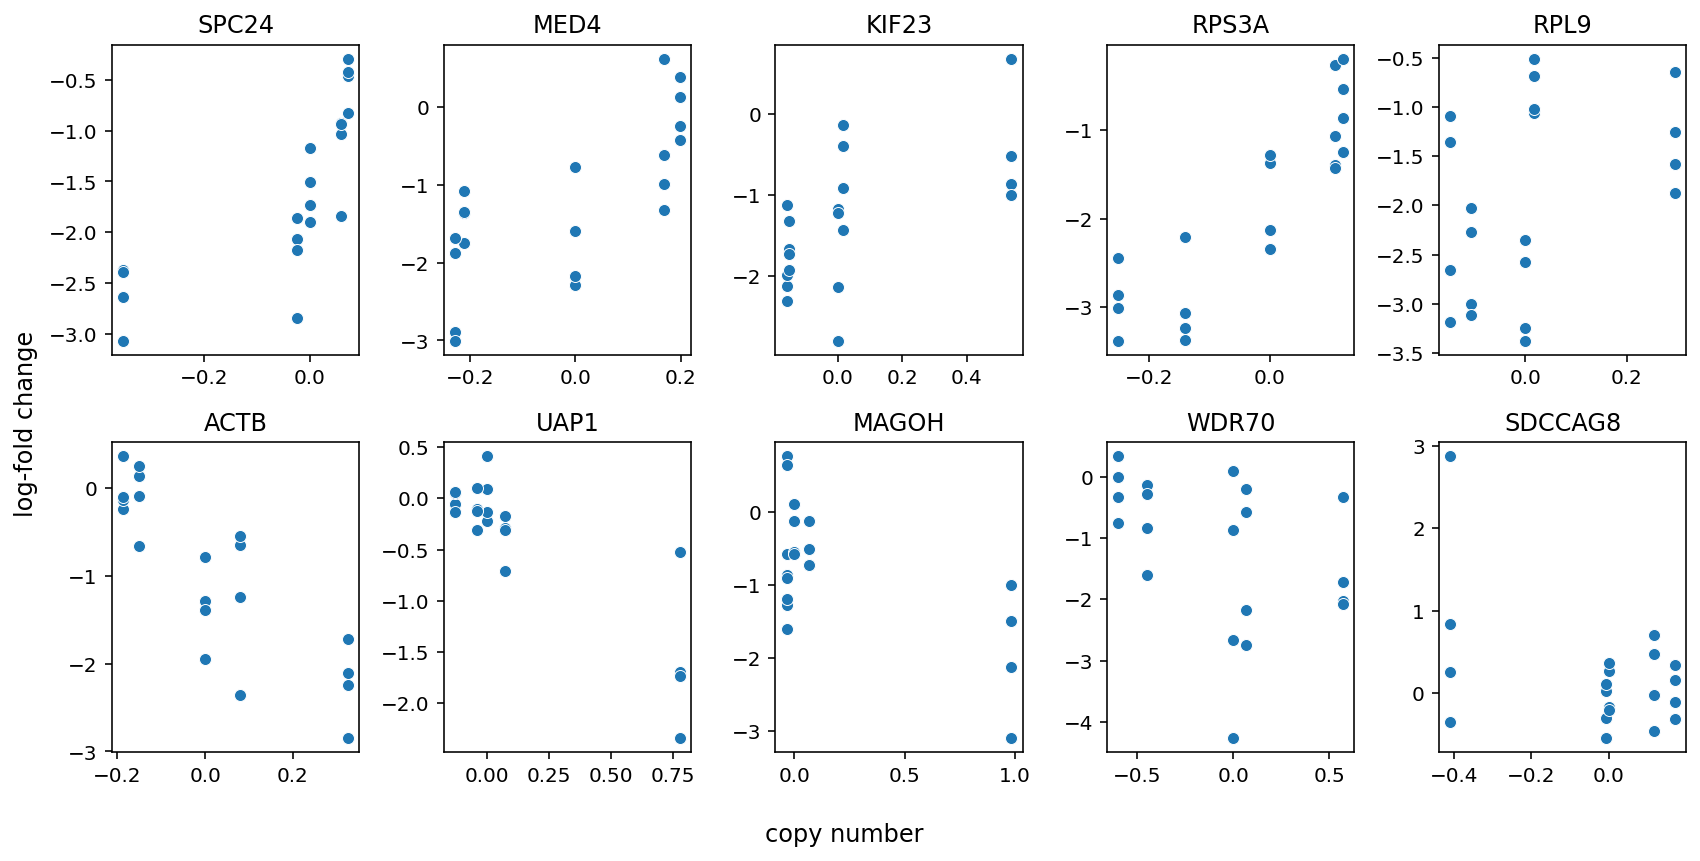 SPC24 MED4 KIF23 RPS3A RPL9
−0.5 −1.0 −1.5 −2.0 −2.5 −3.0
−0.2 0.0
0 −1 −2 −3
−0.2 0.0 0.2
0 −1 −2
0.0 0.2 0.4
−1 −2 −3
−0.2 0.0
−0.5 −1.0 −1.5 −2.0 −2.5 −3.0 −3.5
0.0 0.2
log-fold change
ACTB UAP1 MAGOH WDR70 SDCCAG8
0 −1 −2 −3
−0.2 0.0 0.2
0.5 0.0 −0.5 −1.0 −1.5 −2.0
0.00 0.25 0.50 0.75
0 −1 −2 −3
0.0 0.5 1.0
0 −1 −2 −3 −4
−0.5 0.0 0.5
3 2 1 0
−0.4 −0.2 0.0
copy number